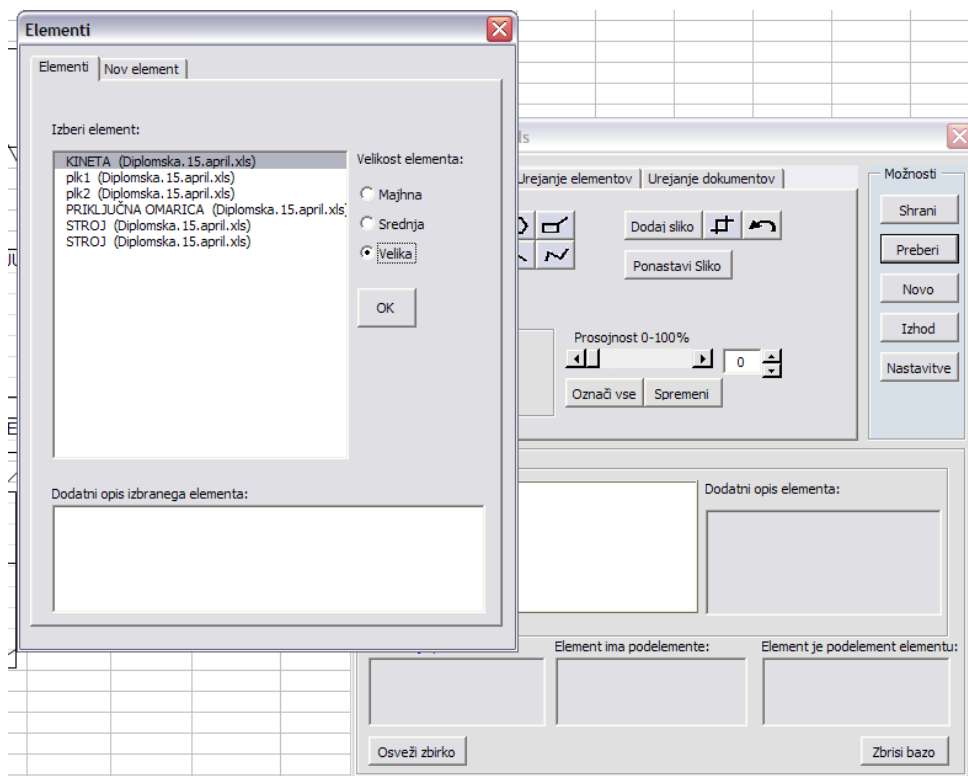 Elementi
Elementi
Nov element
Izberi element:
KINETA (Diplomska.15.april.xls)
plk1 (Diplomska.15.april.xls)
plk2 (Diplomska.15.april.xls)
PRIKLJUČNA OMARICA (Diplomska.15.april.xls)
STROJ (Diplomska.15.april.xls)
STROJ (Diplomska.15.april.xls)
Velikost elementa:
Majhna
Srednja
Velika
OK
Dodatni opis izbranega elementa:
ls
Urejanje elementov
Urejanje dokumentov
Dodaj sliko
Ponastavi Sliko
Prosojnost 0-100%
0
Označi vse
Spremeni
Možnosti
Shrani
Preberi
Novo
Izhod
Nastavitve
Dodatni opis elementa:
Element ima podelemente:
Element je podelement elementu:
Osveži zbirko
Zbrisi bazo